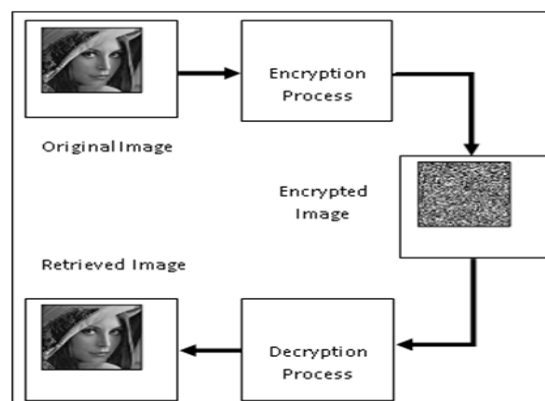 Encryption
Process
Original Image
Encrypted
Image
Retrieved Image
Decryption
Process